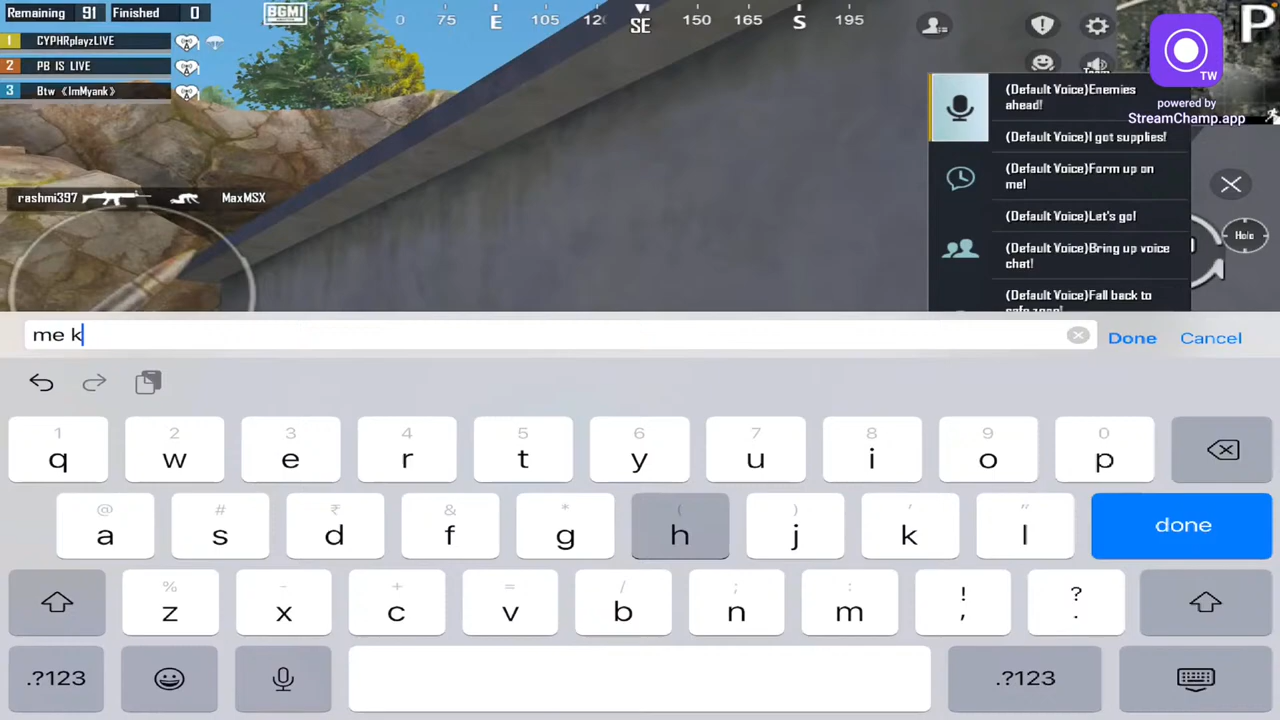 Remaining 91 Finished 0
BGMI
0 75 E 105 SE 150 165 S 195
P
1 CYPHRplayzLIVE
2 PB IS LIVE
3 Btw 《ImMyank》
TW
powered by
StreamChamp.app
(Default Voice)Enemies
ahead!
(Default Voice)I got supplies!
(Default Voice)Form up on
me!
(Default Voice)Let's go!
(Default Voice)Bring up voice
chat!
(Default Voice)Fall back to
rashmi397 MaxMSX
Holo
me k
Done Cancel
1 2 3 4 5 6 7 8 9 0
q w e r t y u i o p
@ # ₹ & * ( ) ' "
a s d f g h j k l done
% - + = / ; : ! ?
z x c v b n m , .
.?123 .?123